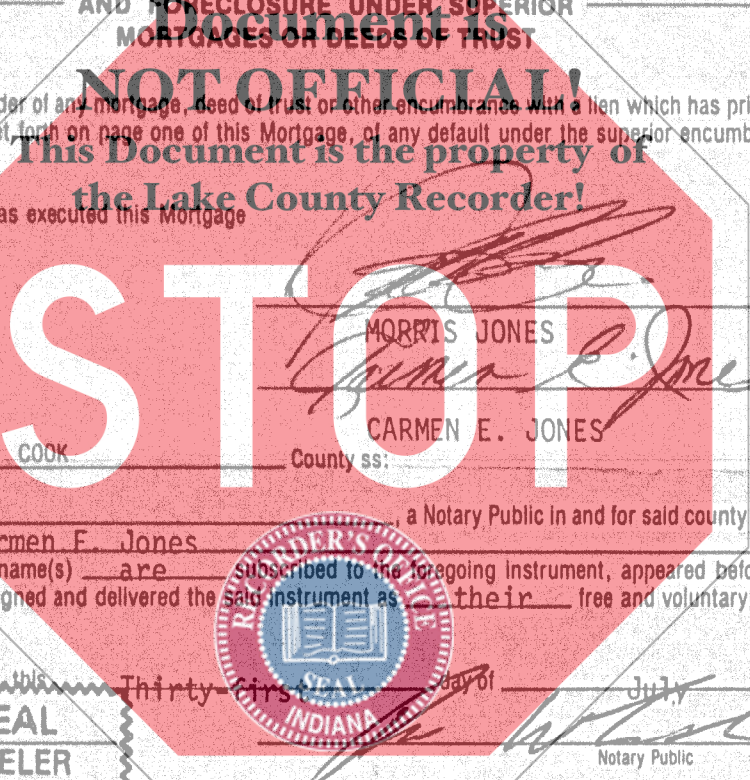 AND FORECLOSURE UNDER SUPERIOR
Document is
MORTGAGES OR DEEDS OF TRUST
NOT OFFICIAL!
der of any mortgage, deed of trust or other encumbrance with a lien which has pri
et forth on page one of this Mortgage, of any default under the superior encumb
This Document is the property of
the Lake County Recorder!
as executed this Mortgage
STOP
MORRIS JONES
Carmen E. Jones
CARMEN E. JONES
COOK County ss:
, a Notary Public in and for said county
rmen E. Jones
name(s) are subscribed to the foregoing instrument, appeared befo
gned and delivered the said instrument as their free and voluntary
RECORDER'S OFFICE
SEAL
INDIANA
this Thirty-first day of July
EAL
ELER
Notary Public